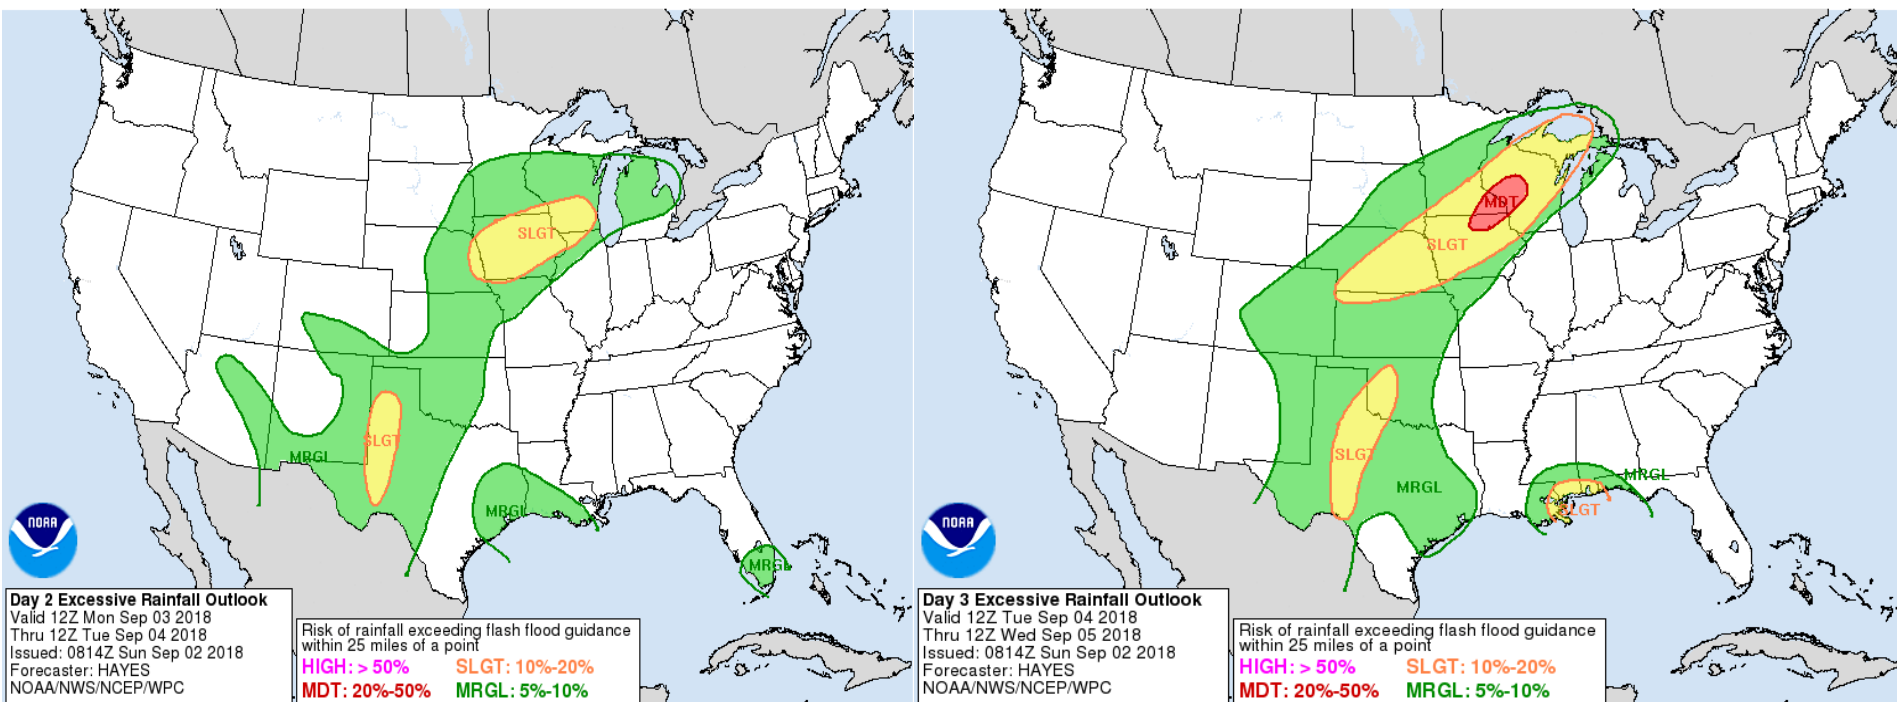 SLGT
SLGT
MRGL
MRGL
MRGL
NOAA
Day 2 Excessive Rainfall Outlook
Valid 12Z Mon Sep 03 2018
Thru 12Z Tue Sep 04 2018
Issued: 0814Z Sun Sep 02 2018
Forecaster: HAYES
NOAA/NWS/NCEP/WPC
Risk of rainfall exceeding flash flood guidance
within 25 miles of a point
HIGH: > 50% SLGT: 10%-20%
MDT: 20%-50% MRGL: 5%-10%
MDT
SLGT
SLGT
MRGL
MRGL
SLGT
NOAA
Day 3 Excessive Rainfall Outlook
Valid 12Z Tue Sep 04 2018
Thru 12Z Wed Sep 05 2018
Issued: 0814Z Sun Sep 02 2018
Forecaster: HAYES
NOAA/NWS/NCEP/WPC
Risk of rainfall exceeding flash flood guidance
within 25 miles of a point
HIGH: > 50% SLGT: 10%-20%
MDT: 20%-50% MRGL: 5%-10%